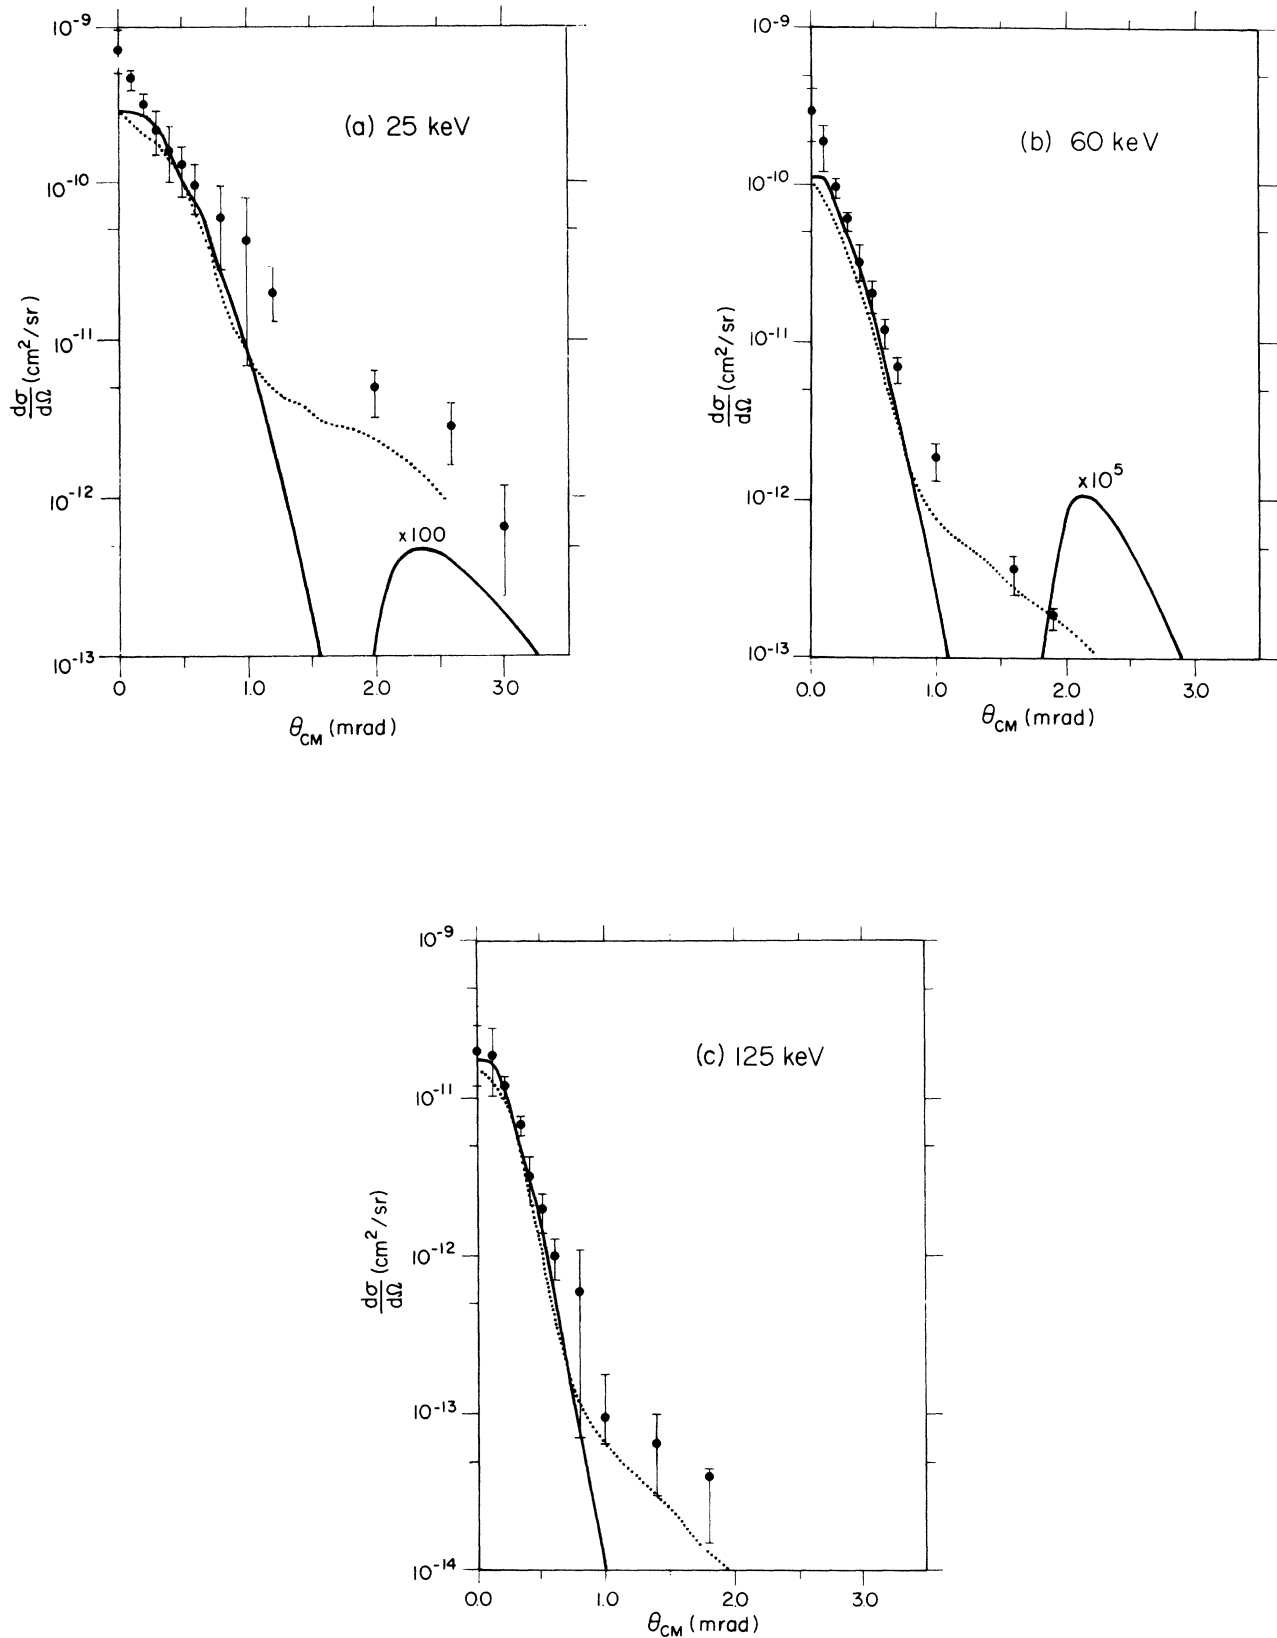 10⁻⁹
(a) 25 keV
10⁻¹⁰
dσ/dΩ (cm²/sr)
10⁻¹¹
10⁻¹²
x100
10⁻¹³
0 1.0 2.0 3.0
θCM (mrad)
10⁻⁹
(b) 60 keV
10⁻¹⁰
dσ/dΩ (cm²/sr)
10⁻¹¹
x10⁵
10⁻¹²
10⁻¹³
0.0 1.0 2.0 3.0
θCM (mrad)
10⁻⁹
(c) 125 keV
10⁻¹¹
dσ/dΩ (cm²/sr)
10⁻¹²
10⁻¹³
10⁻¹⁴
0.0 1.0 2.0 3.0
θCM (mrad)